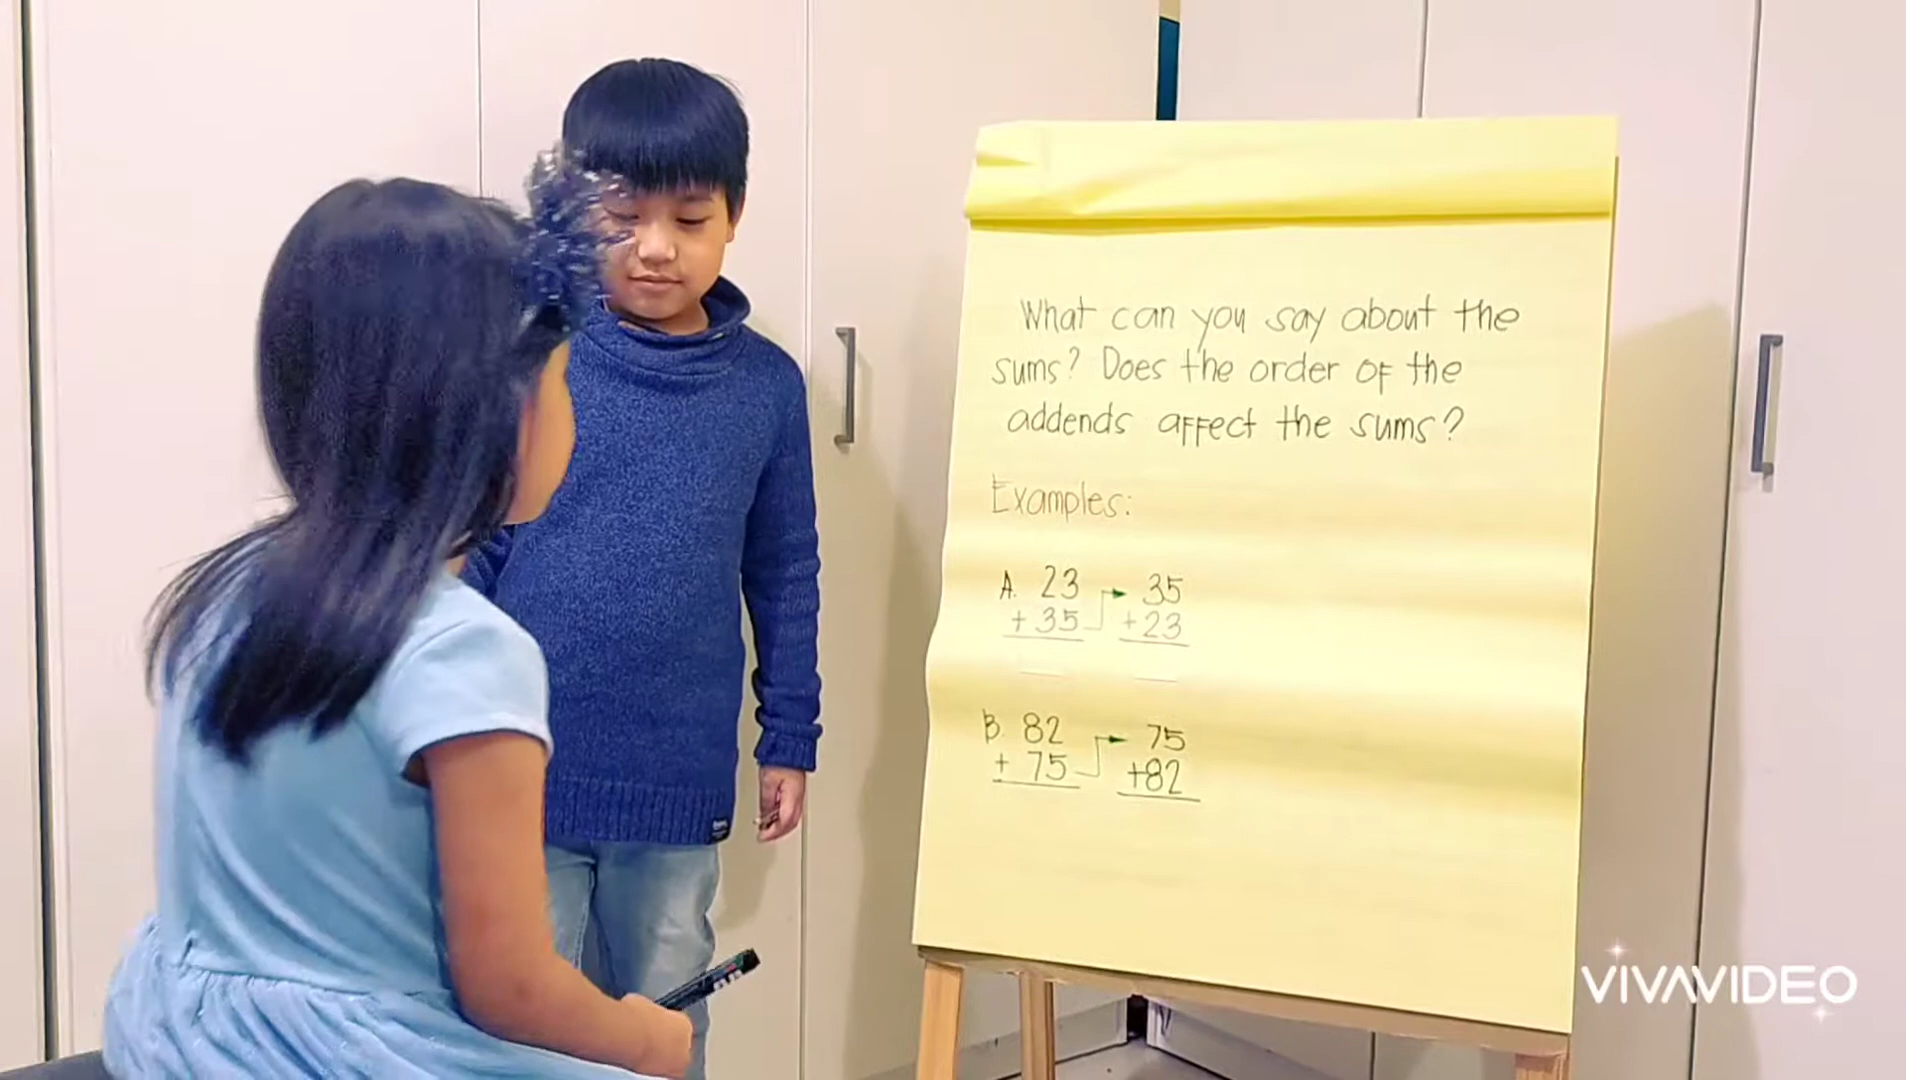 What can you say about the
sums? Does the order of the
addends affect the sums?
Examples:
A. 23 35
+ 35 +23
B. 82 75
+ 75 +82
VIVAVIDEO